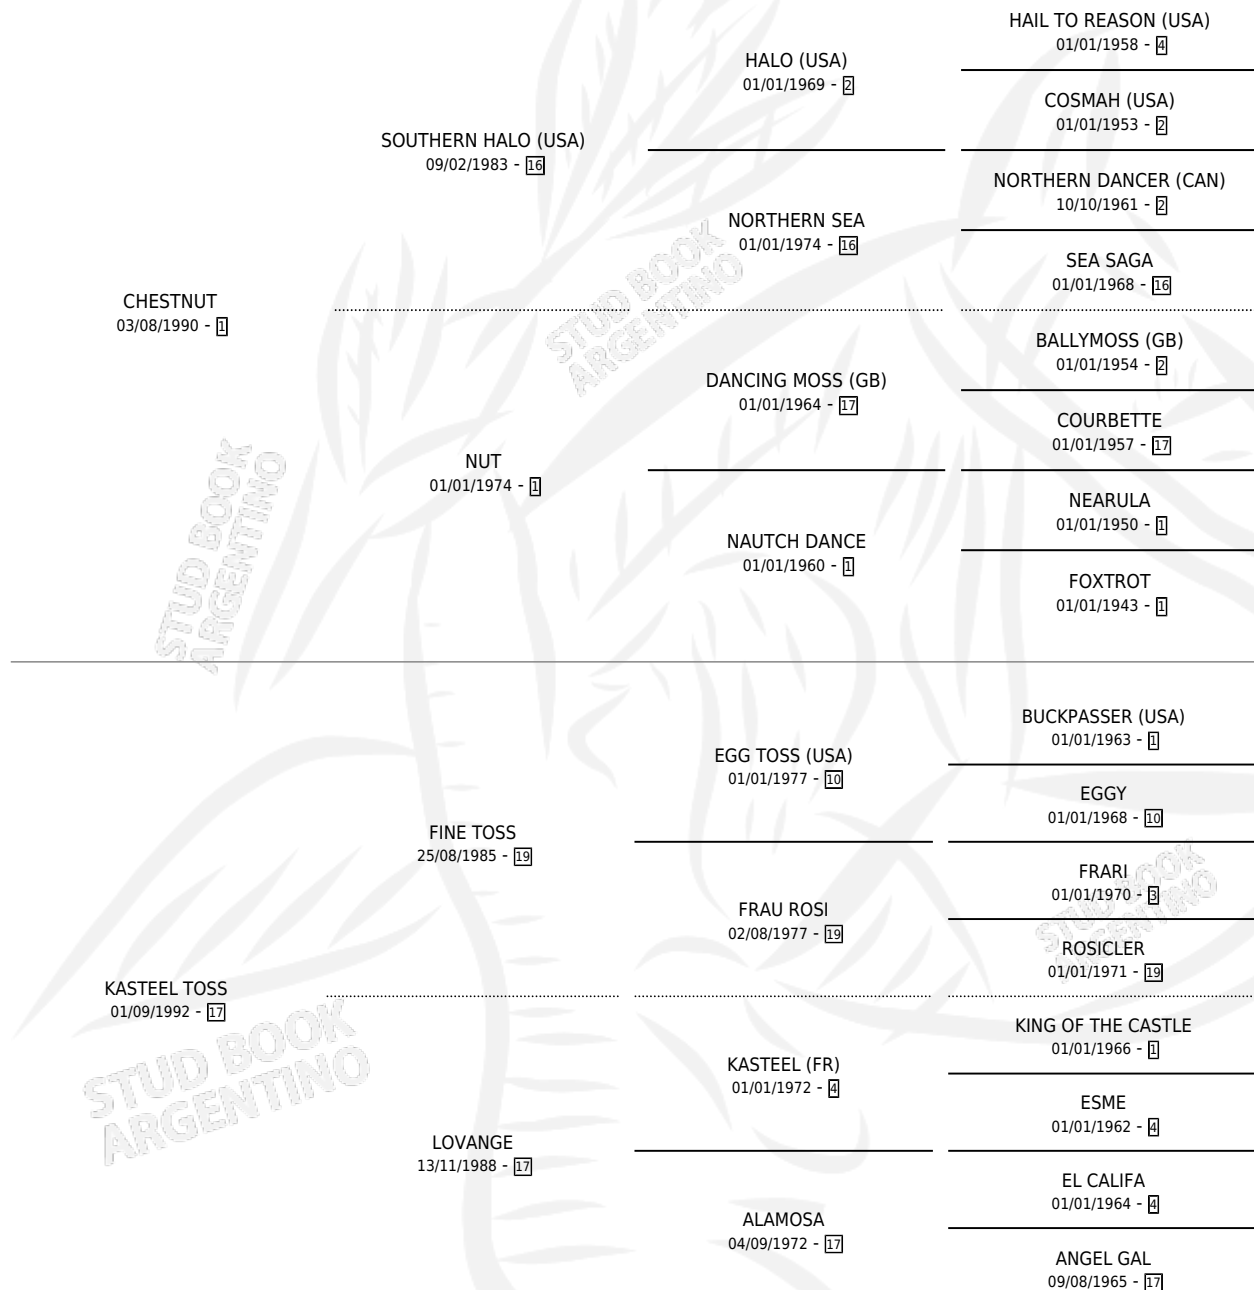 HAIL TO REASON (USA)
01/01/1958 - 4
HALO (USA)
01/01/1969 - 2
COSMAH (USA)
01/01/1953 - 2
SOUTHERN HALO (USA)
09/02/1983 - 16
NORTHERN DANCER (CAN)
10/10/1961 - 2
NORTHERN SEA
01/01/1974 - 16
SEA SAGA
01/01/1968 - 16
CHESTNUT
03/08/1990 - 1
BALLYMOSS (GB)
01/01/1954 - 2
DANCING MOSS (GB)
01/01/1964 - 17
COURBETTE
01/01/1957 - 17
NUT
01/01/1974 - 1
NEARULA
01/01/1950 - 1
NAUTCH DANCE
01/01/1960 - 1
FOXTROT
01/01/1943 - 1
BUCKPASSER (USA)
01/01/1963 - 1
EGG TOSS (USA)
01/01/1977 - 10
EGGY
01/01/1968 - 10
FINE TOSS
25/08/1985 - 19
FRARI
01/01/1970 - 3
FRAU ROSI
02/08/1977 - 19
ROSICLER
01/01/1971 - 19
KASTEEL TOSS
01/09/1992 - 17
KING OF THE CASTLE
01/01/1966 - 1
KASTEEL (FR)
01/01/1972 - 4
ESME
01/01/1962 - 4
LOVANGE
13/11/1988 - 17
EL CALIFA
01/01/1964 - 4
ALAMOSA
04/09/1972 - 17
ANGEL GAL
09/08/1965 - 17
STUD BOOK
ARGENTINO
STUD BOOK
ARGENTINO
STUD BOOK
ARGENTINO
STUD BOOK
ARGENTINO